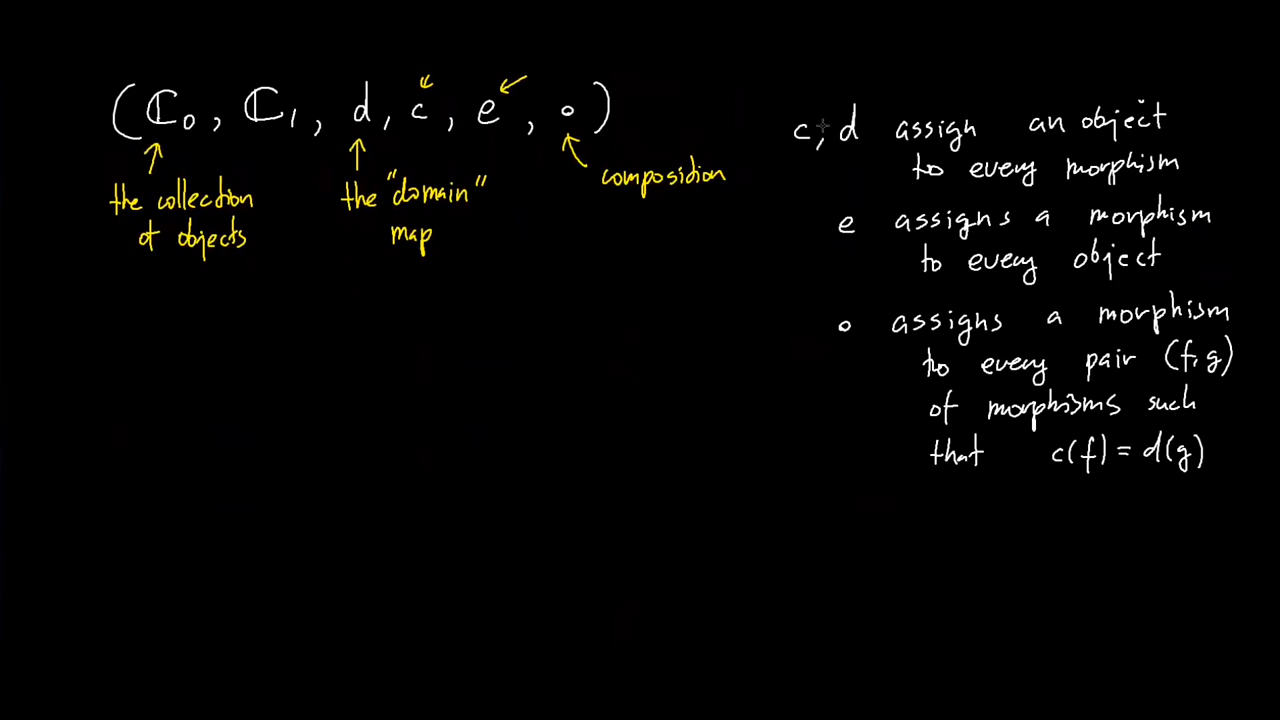 (ℂ₀, ℂ₁, d, c, e, ∘)
the collection
of objects
the "domain"
map
composition
c, d assign an object
to every morphism
e assigns a morphism
to every object
∘ assigns a morphism
to every pair (f,g)
of morphisms such
that c(f) = d(g)